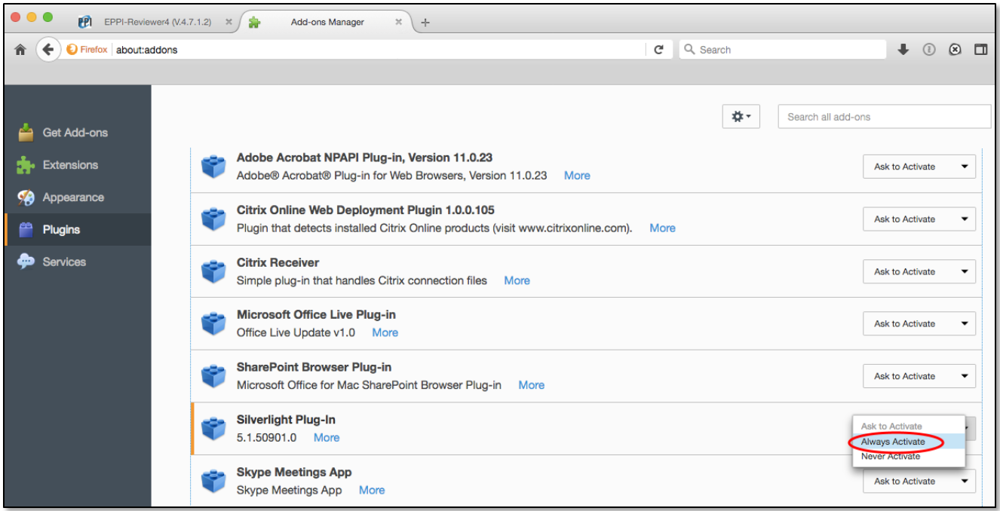 EPPI-Reviewer4 (V.4.7.1.2)
Add-ons Manager
Firefox about:addons
Search
Search all add-ons
Get Add-ons
Extensions
Appearance
Plugins
Services
Adobe Acrobat NPAPI Plug-in, Version 11.0.23
Adobe® Acrobat® Plug-in for Web Browsers, Version 11.0.23 More
Ask to Activate
Citrix Online Web Deployment Plugin 1.0.0.105
Plugin that detects installed Citrix Online products (visit www.citrixonline.com). More
Ask to Activate
Citrix Receiver
Simple plug-in that handles Citrix connection files More
Ask to Activate
Microsoft Office Live Plug-in
Office Live Update v1.0 More
Ask to Activate
SharePoint Browser Plug-in
Microsoft Office for Mac SharePoint Browser Plug-in More
Ask to Activate
Silverlight Plug-In
5.1.50901.0 More
Ask to Activate
Always Activate
Never Activate
Skype Meetings App
Skype Meetings App More
Ask to Activate